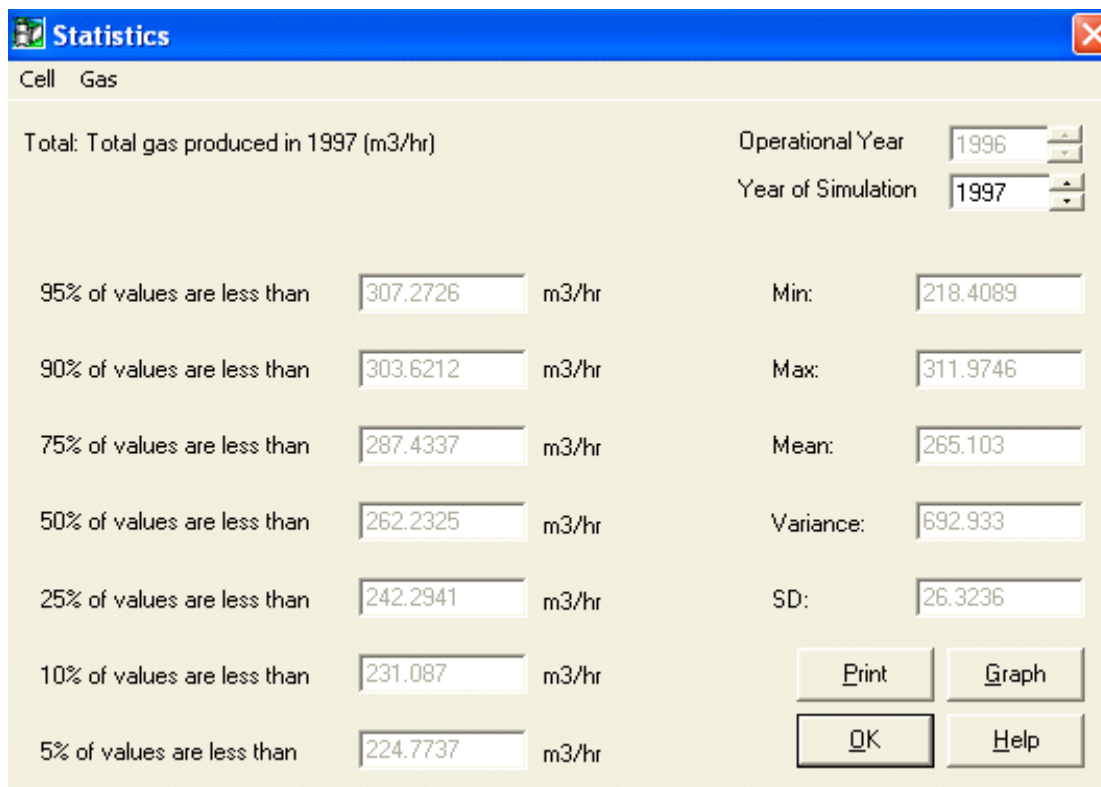 Statistics
Cell Gas
Total: Total gas produced in 1997 (m3/hr)
Operational Year 1996
Year of Simulation 1997
95% of values are less than 307.2726 m3/hr Min: 218.4089
90% of values are less than 303.6212 m3/hr Max: 311.9746
75% of values are less than 287.4337 m3/hr Mean: 265.103
50% of values are less than 262.2325 m3/hr Variance: 692.933
25% of values are less than 242.2941 m3/hr SD: 26.3236
10% of values are less than 231.087 m3/hr Print Graph
5% of values are less than 224.7737 m3/hr OK Help